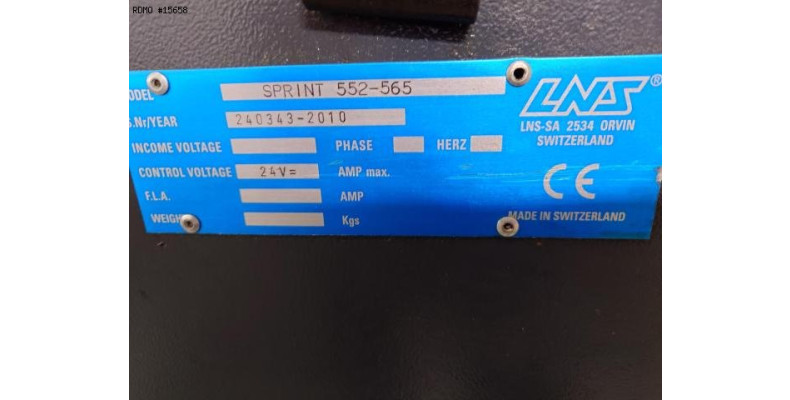 RDMO #15658
MODEL SPRINT 552-565
S.Nr/YEAR 240343-2010
INCOME VOLTAGE PHASE HERZ
CONTROL VOLTAGE 24V= AMP max.
F.L.A. AMP
WEIGHT Kgs
LNS®
LNS-SA 2534 ORVIN
SWITZERLAND
CE
MADE IN SWITZERLAND